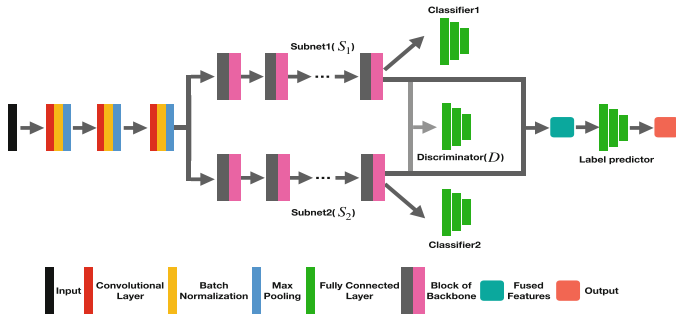 Classifier1
Subnet1(S1)
Discriminator(D)
Label predictor
Subnet2(S2)
Classifier2
Input
Convolutional
Layer
Batch
Normalization
Max
Pooling
Fully Connected
Layer
Block of
Backbone
Fused
Features
Output